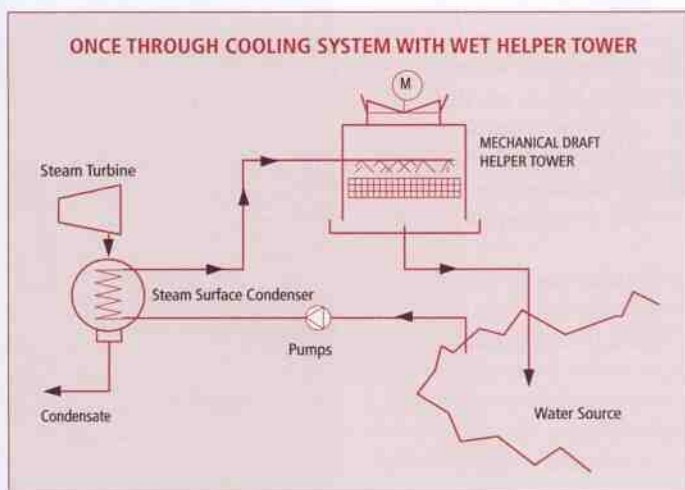 ONCE THROUGH COOLING SYSTEM WITH WET HELPER TOWER
M
MECHANICAL DRAFT
HELPER TOWER
Steam Turbine
Steam Surface Condenser
Pumps
Condensate
Water Source